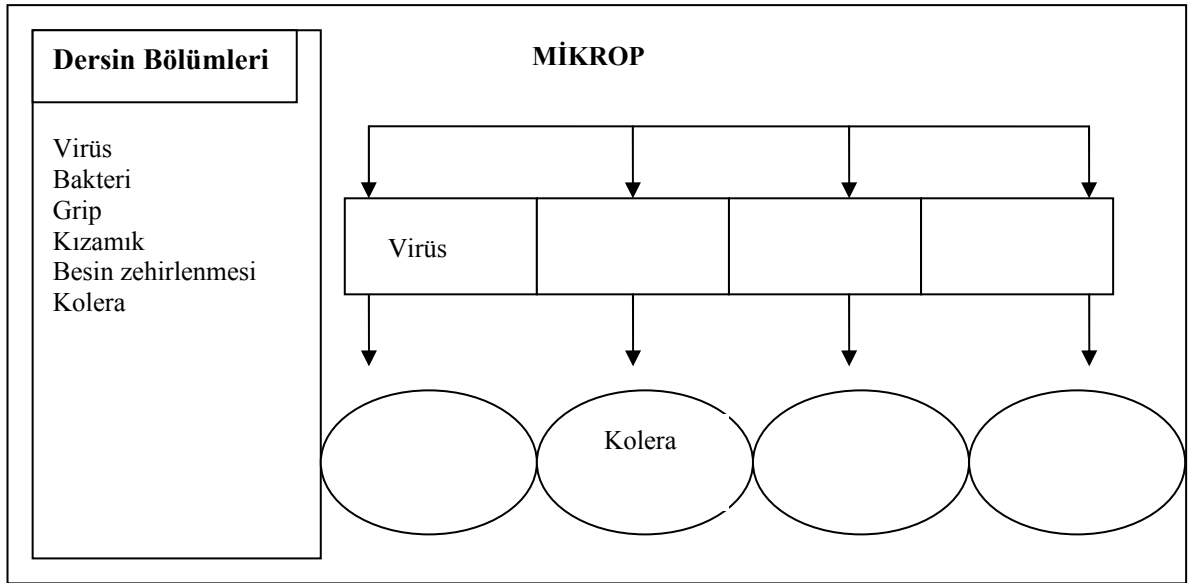 Dersin Bölümleri
Virüs
Bakteri
Grip
Kızamık
Besin zehirlenmesi
Kolera
MİKROP
Virüs
Kolera